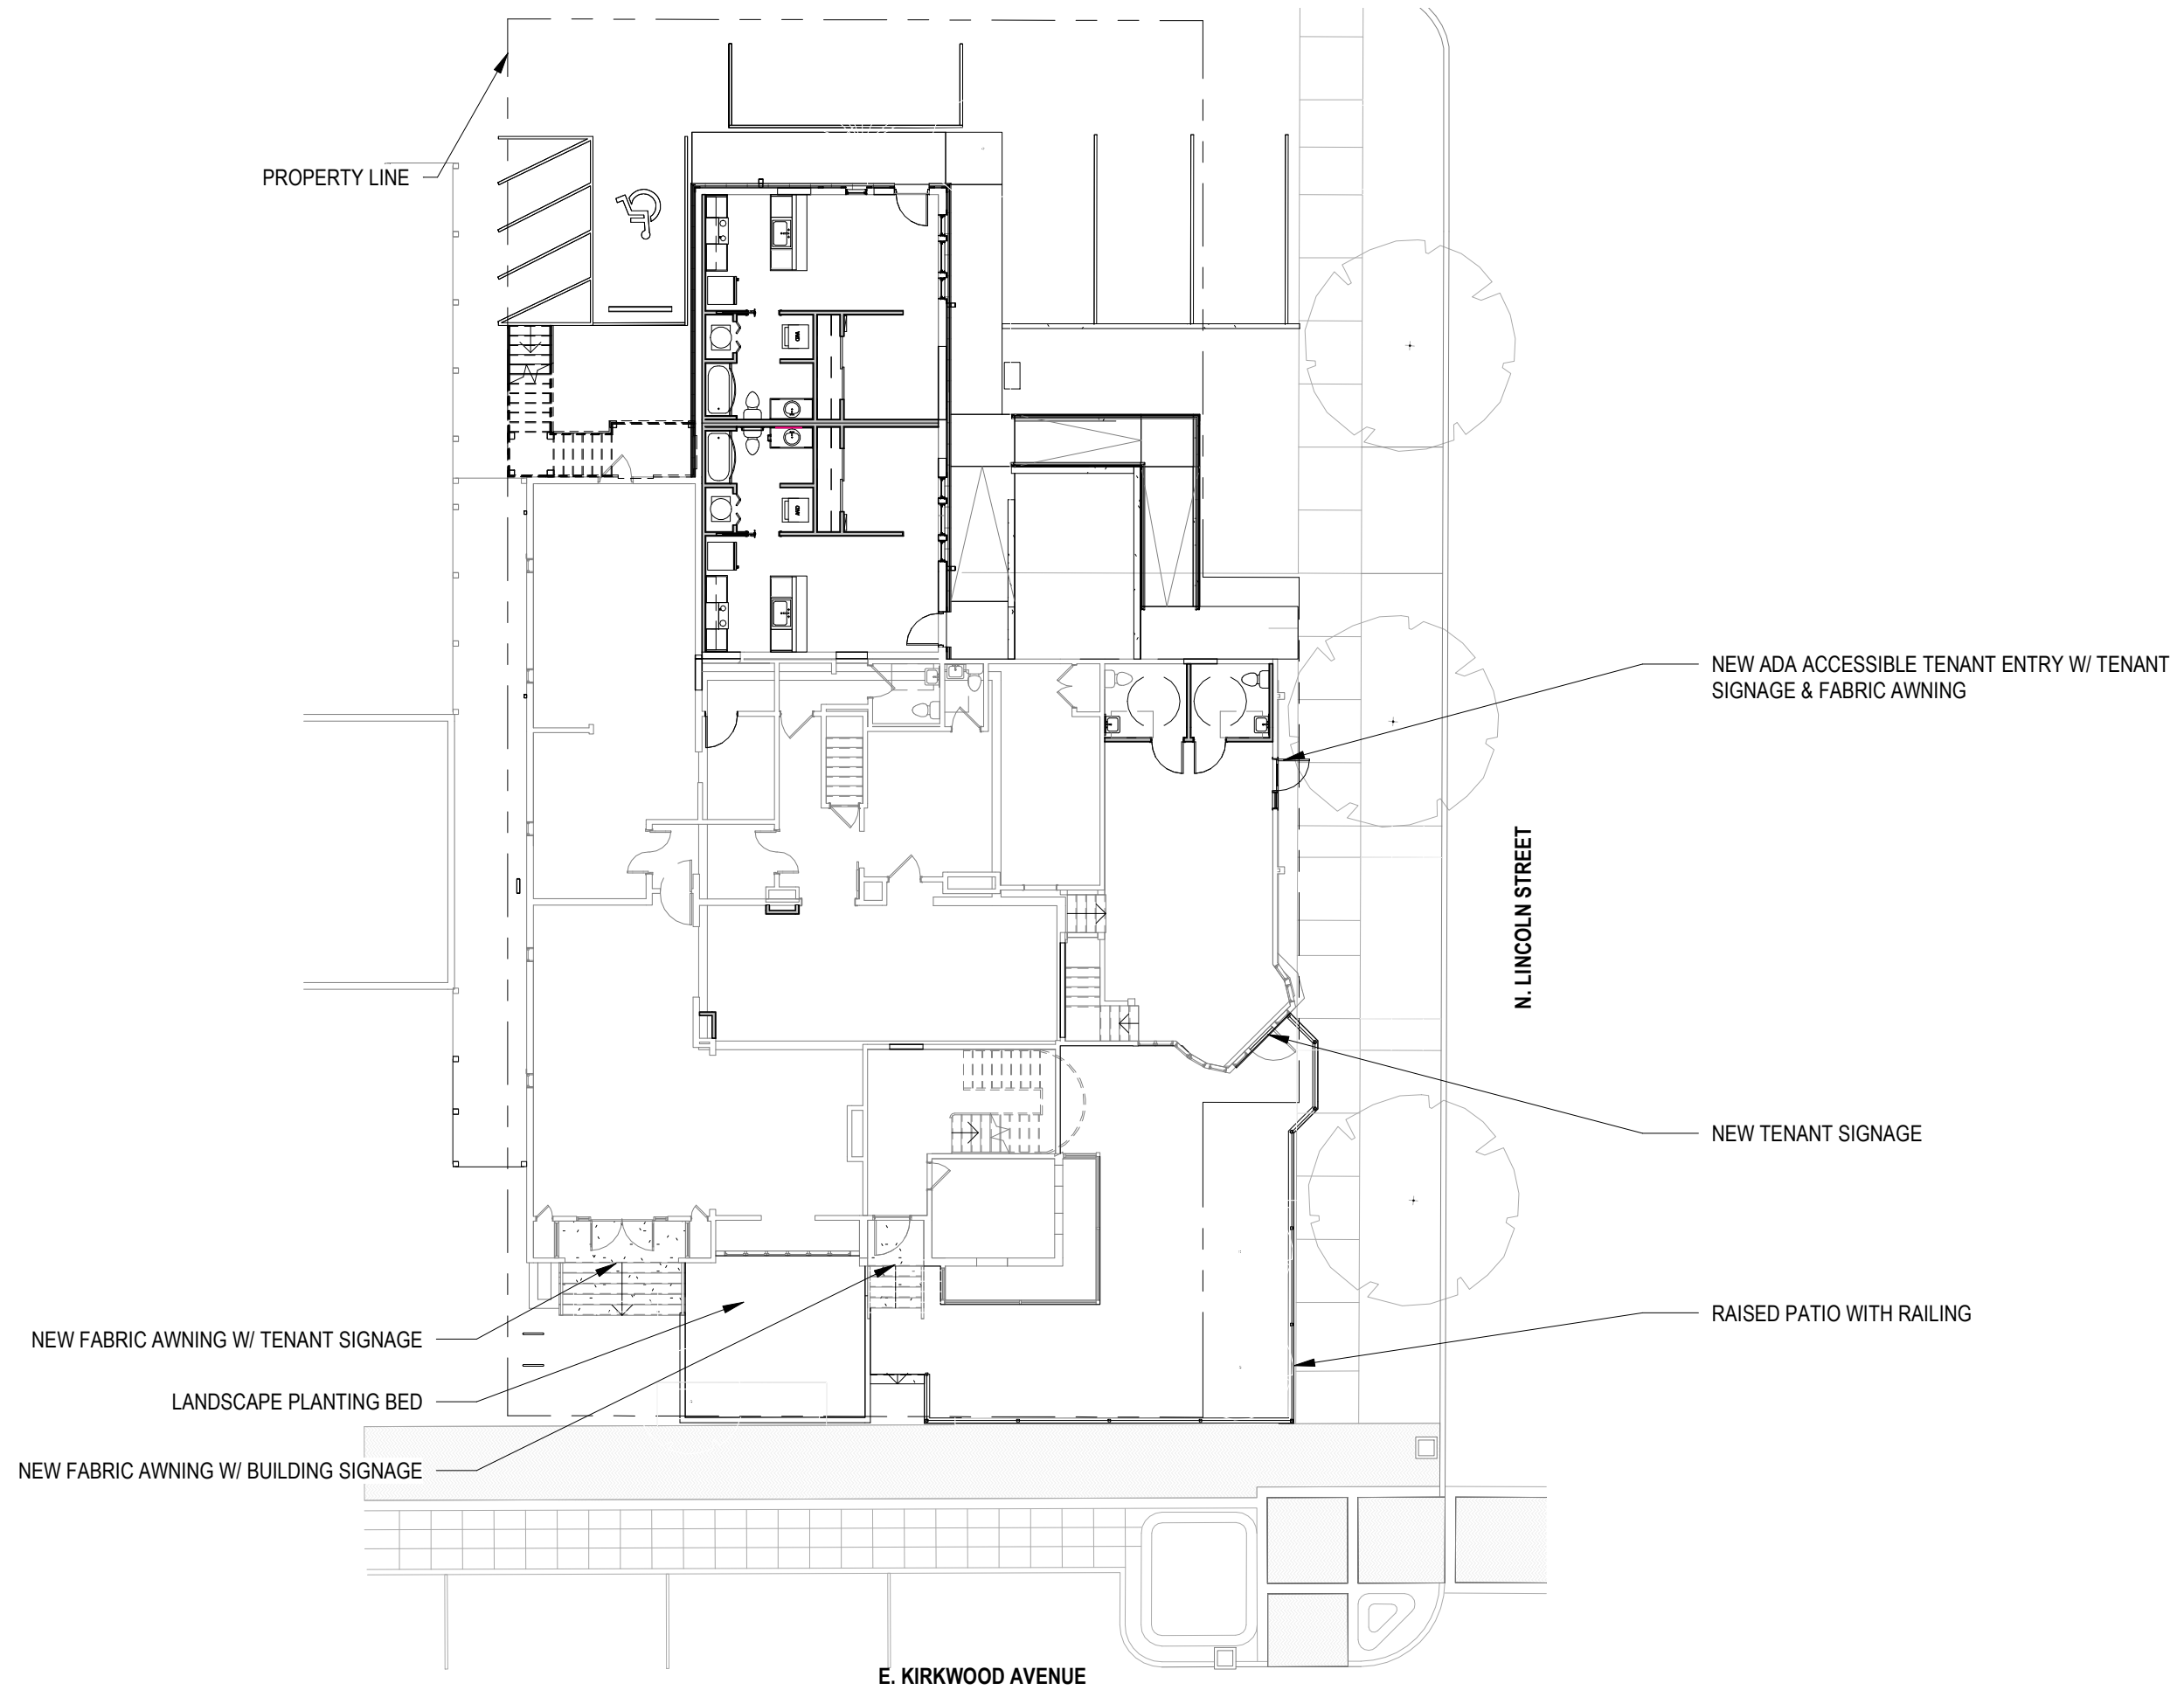 PROPERTY LINE
NEW ADA ACCESSIBLE TENANT ENTRY W/ TENANT
SIGNAGE & FABRIC AWNING
N. LINCOLN STREET
NEW TENANT SIGNAGE
RAISED PATIO WITH RAILING
NEW FABRIC AWNING W/ TENANT SIGNAGE
LANDSCAPE PLANTING BED
NEW FABRIC AWNING W/ BUILDING SIGNAGE
E. KIRKWOOD AVENUE